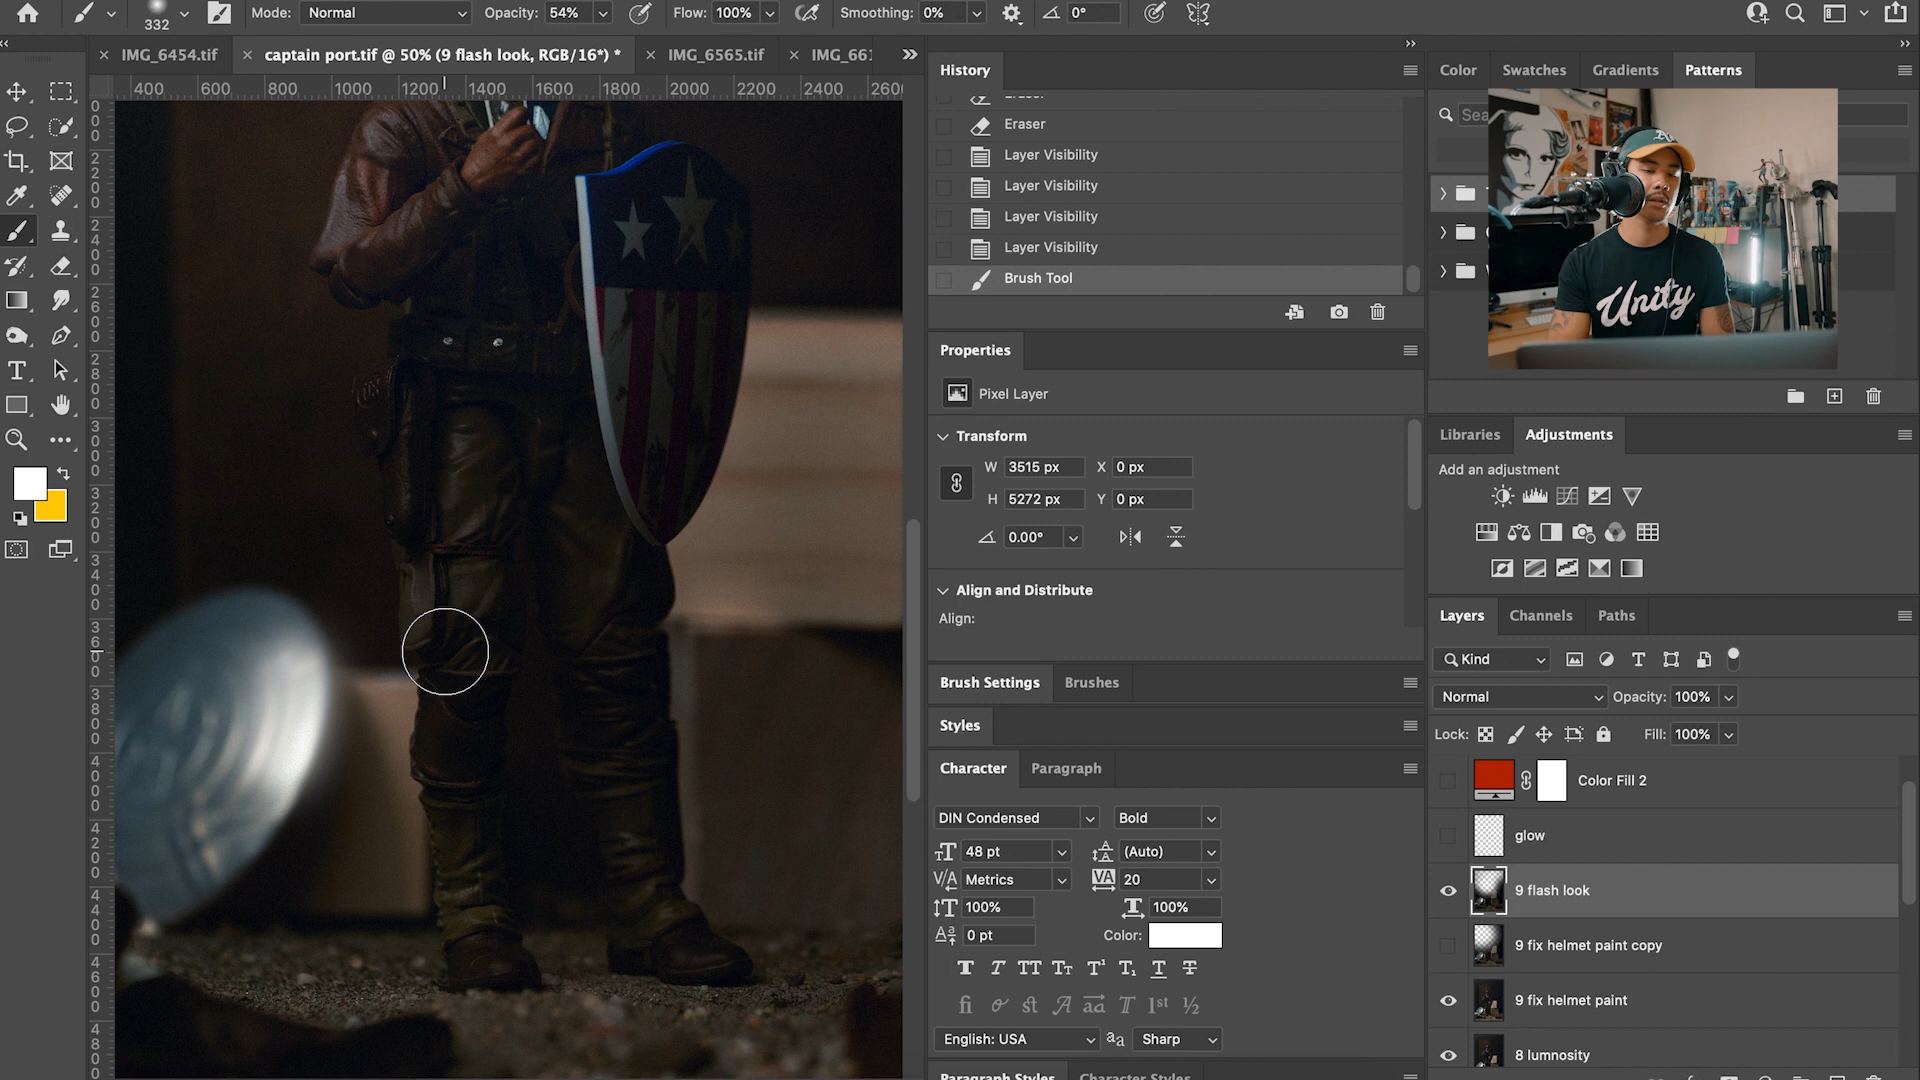 332
Mode: Normal
Opacity: 54%
Flow: 100%
Smoothing: 0%
0°
IMG_6454.tif
captain port.tif @ 50% (9 flash look, RGB/16*) *
IMG_6565.tif
IMG_661
400 600 800 1000 1200 1400 1600 1800 2000 2200 2400 2600
History
Eraser
Eraser
Layer Visibility
Layer Visibility
Layer Visibility
Layer Visibility
Brush Tool
Properties
Pixel Layer
Transform
W 3515 px X 0 px
H 5272 px Y 0 px
0.00°
Align and Distribute
Align:
Brush Settings Brushes
Styles
Character Paragraph
DIN Condensed Bold
48 pt (Auto)
Metrics 20
100% 100%
0 pt Color:
English: USA Sharp
Paragraph Styles Character Styles
Color Swatches Gradients Patterns
Sea
Unity
Libraries Adjustments
Add an adjustment
Layers Channels Paths
Kind
Normal Opacity: 100%
Lock: Fill: 100%
Color Fill 2
glow
9 flash look
9 fix helmet paint copy
9 fix helmet paint
8 lumnosity